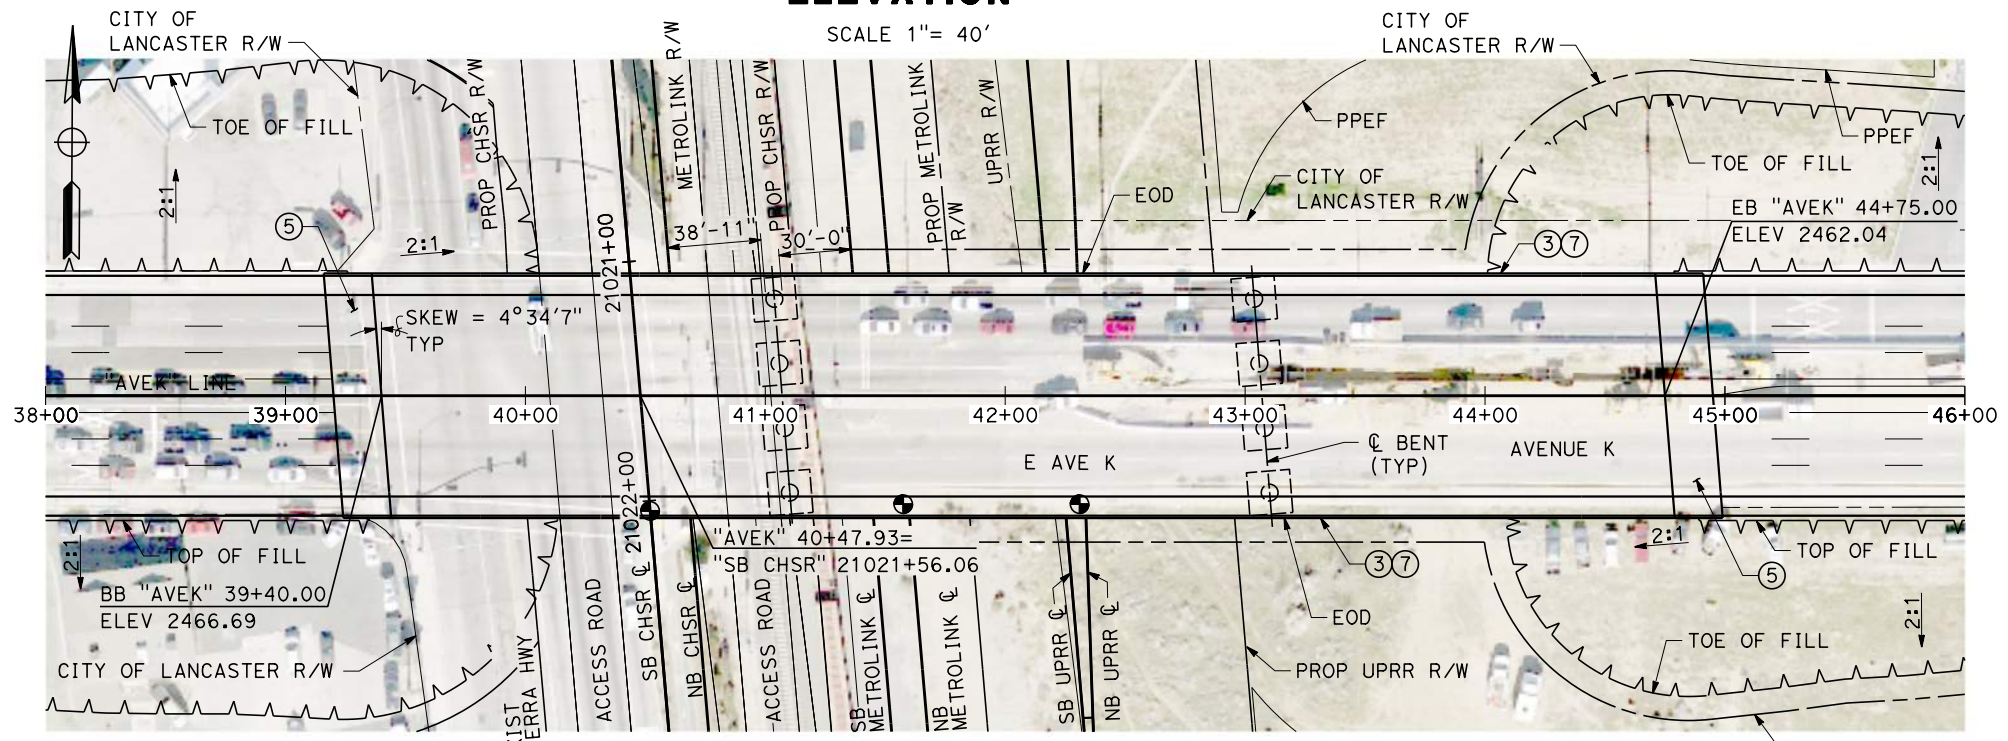 ELEVATION
SCALE 1"= 40'
CITY OF
LANCASTER R/W
TOE OF FILL
2:1
5
2:1
PROP CHSR R/W
METROLINK R/W
PROP CHSR R/W
38'-11"
30'-0"
PROP METROLINK
R/W
UPRR R/W
EOD
PPEF
CITY OF
LANCASTER R/W
CITY OF
LANCASTER R/W
PPEF
TOE OF FILL
2:1
EB "AVEK" 44+75.00
ELEV 2462.04
3 7
21021+00
SKEW = 4°34'7"
TYP
"AVEK" LINE
38+00
39+00
40+00
41+00
42+00
43+00
44+00
45+00
46+00
E AVE K
℄ BENT
(TYP)
AVENUE K
21022+00
"AVEK" 40+47.93=
"SB CHSR" 21021+56.06
TOP OF FILL
2:1
BB "AVEK" 39+40.00
ELEV 2466.69
CITY OF LANCASTER R/W
ERRA HWY
ACCESS ROAD
SB CHSR ℄
NB CHSR ℄
ACCESS ROAD
SB
METROLINK ℄
NB
METROLINK ℄
SB UPRR ℄
NB UPRR ℄
3 7
EOD
PROP UPRR R/W
2:1
TOP OF FILL
5
TOE OF FILL
2:1